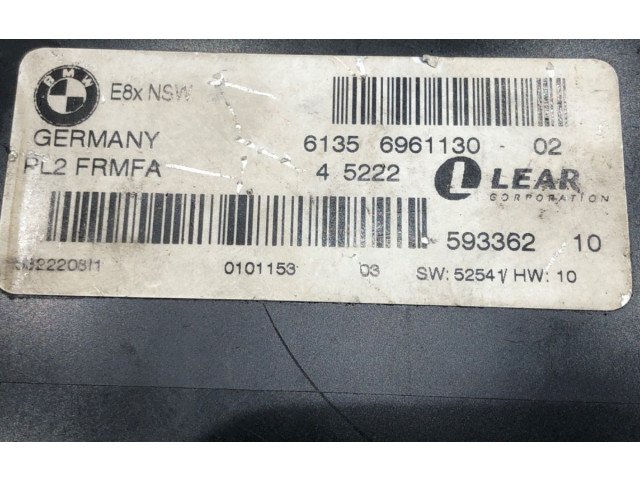 BMW
E8x NSW
GERMANY
6135 6961130 - 02
PL2 FRMFA
4 5222
LEAR
CORPORATION
593362 10
0101153 03 SW: 52541/ HW: 10